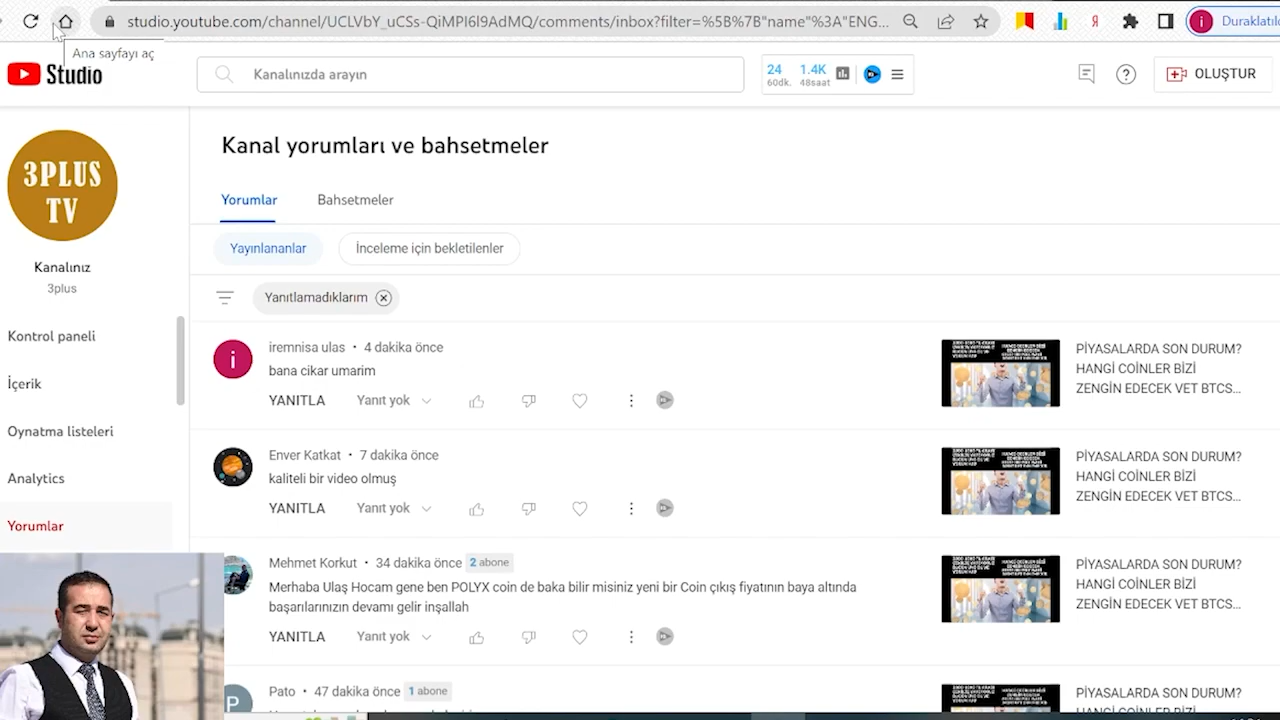 studio.youtube.com/channel/UCLVbY_uCSs-QiMPI6I9AdMQ/comments/inbox?filter=%5B%7B"name"%3A"ENG...
Duraklatıld
Ana sayfayı aç
Studio
Kanalınızda arayın
24 1.4K
60dk. 48saat
OLUŞTUR
3PLUS
TV
Kanalınız
3plus
Kontrol paneli
İçerik
Oynatma listeleri
Analytics
Yorumlar
Kanal yorumları ve bahsetmeler
Yorumlar Bahsetmeler
Yayınlananlar İnceleme için bekletilenler
Yanıtlamadıklarım
i
iremnisa ulas • 4 dakika önce
bana cikar umarim
YANITLA Yanıt yok
PİYASALARDA SON DURUM?
HANGİ COİNLER BİZİ
ZENGİN EDECEK VET BTCS...
Enver Katkat • 7 dakika önce
kaliteli bir video olmuş
YANITLA Yanıt yok
PİYASALARDA SON DURUM?
HANGİ COİNLER BİZİ
ZENGİN EDECEK VET BTCS...
Mehmet Korkut • 34 dakika önce 2 abone
Hocam gene ben POLYX coin de baka bilir misiniz yeni bir Coin çıkış fiyatının baya altında
başarılarınızın devamı gelir inşallah
YANITLA Yanıt yok
PİYASALARDA SON DURUM?
HANGİ COİNLER BİZİ
ZENGİN EDECEK VET BTCS...
P
47 dakika önce 1 abone
PİYASALARDA SON DURUM?
HANGİ COİNLER BİZİ